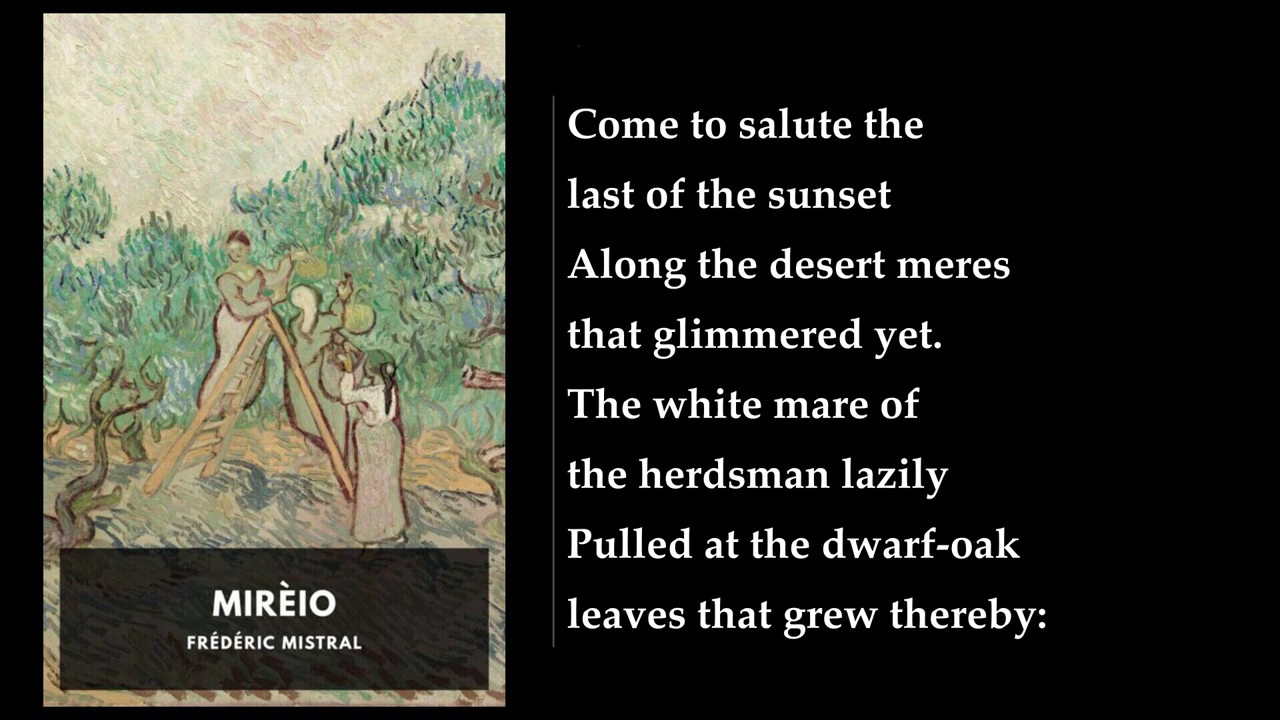 MIRÈIO
FRÉDÉRIC MISTRAL
Come to salute the
last of the sunset
Along the desert meres
that glimmered yet.
The white mare of
the herdsman lazily
Pulled at the dwarf-oak
leaves that grew thereby: